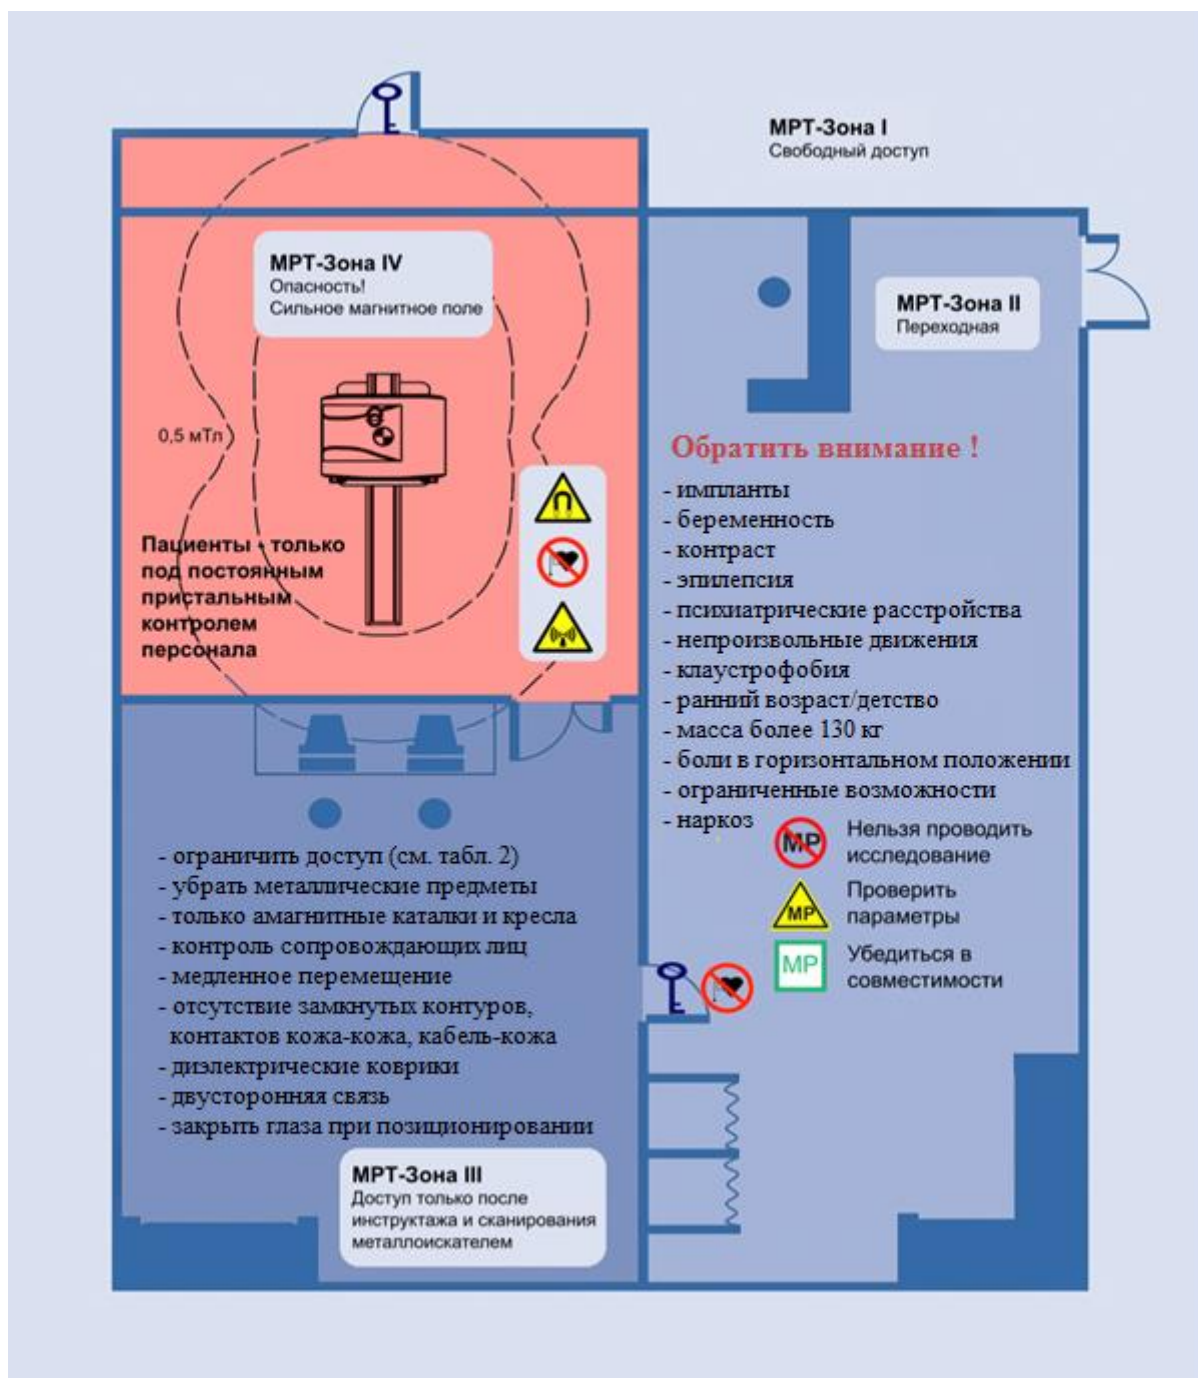 МРТ-Зона I
Свободный доступ
МРТ-Зона IV
Опасность!
Сильное магнитное поле
МРТ-Зона II
Переходная
0,5 мТл
Пациенты - только
под постоянным
пристальным
контролем
персонала
Обратить внимание !
- импланты
- беременность
- контраст
- эпилепсия
- психиатрические расстройства
- непроизвольные движения
- клаустрофобия
- ранний возраст/детство
- масса более 130 кг
- боли в горизонтальном положении
- ограниченные возможности
- наркоз
МР
Нельзя проводить
исследование
МР
Проверить
параметры
МР
Убедиться в
совместимости
- ограничить доступ (см. табл. 2)
- убрать металлические предметы
- только амагнитные каталки и кресла
- контроль сопровождающих лиц
- медленное перемещение
- отсутствие замкнутых контуров,
контактов кожа-кожа, кабель-кожа
- диэлектрические коврики
- двусторонняя связь
- закрыть глаза при позиционировании
МРТ-Зона III
Доступ только после
инструктажа и сканирования
металлоискателем